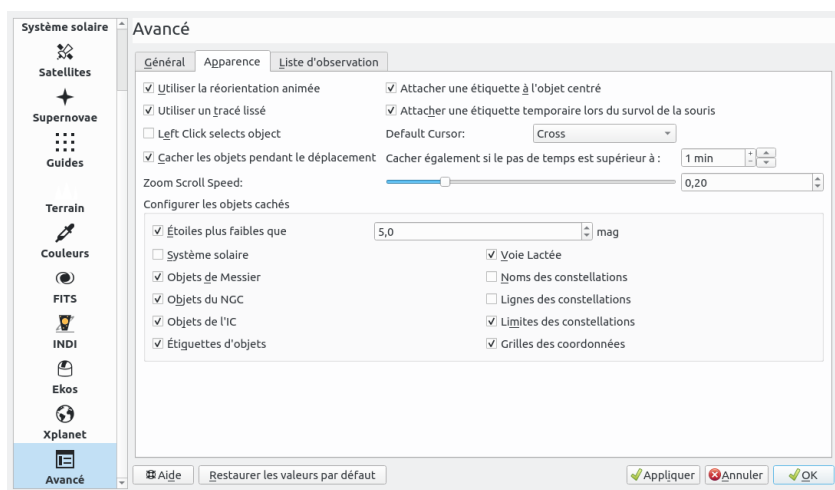 Système solaire
Satellites
Supernovae
Guides
Terrain
Couleurs
FITS
INDI
Ekos
Xplanet
Avancé
Avancé
Général Apparence Liste d'observation
Utiliser la réorientation animée Attacher une étiquette à l'objet centré
Utiliser un tracé lissé Attacher une étiquette temporaire lors du survol de la souris
Left Click selects object Default Cursor: Cross
Cacher les objets pendant le déplacement Cacher également si le pas de temps est supérieur à : 1 min
Zoom Scroll Speed: 0,20
Configurer les objets cachés
Étoiles plus faibles que 5,0 mag
Système solaire Voie Lactée
Objets de Messier Noms des constellations
Objets du NGC Lignes des constellations
Objets de l'IC Limites des constellations
Étiquettes d'objets Grilles des coordonnées
Aide Restaurer les valeurs par défaut Appliquer Annuler OK